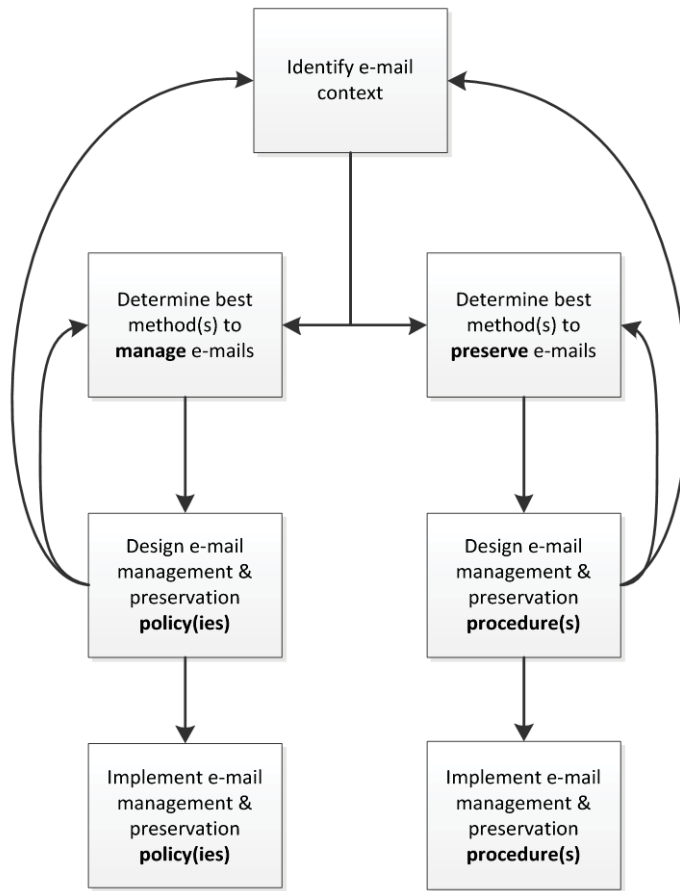 Identify e-mail
context
Determine best
method(s) to
manage e-mails
Determine best
method(s) to
preserve e-mails
Design e-mail
management &
preservation
policy(ies)
Design e-mail
management &
preservation
procedure(s)
Implement e-mail
management &
preservation
policy(ies)
Implement e-mail
management &
preservation
procedure(s)